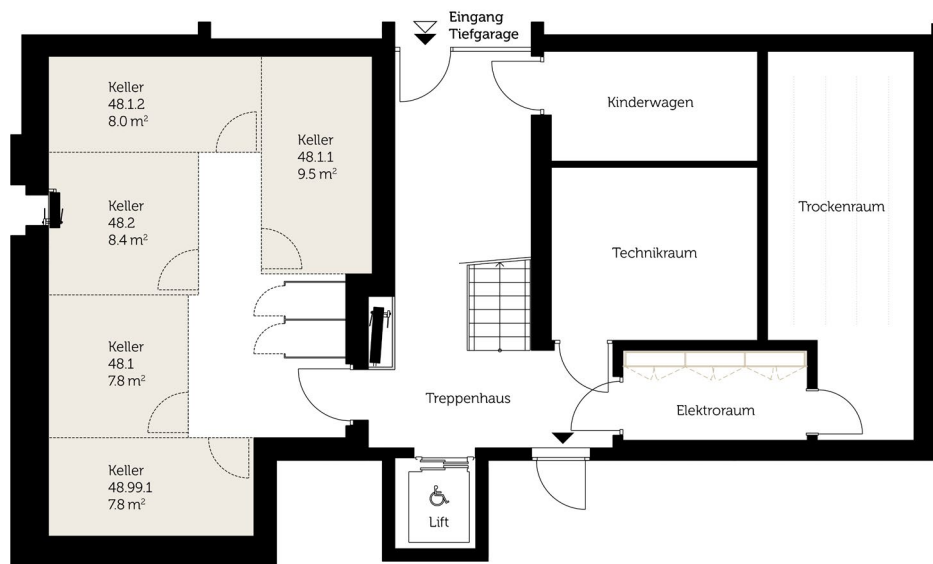 Eingang
Tiefgarage
Keller
48.1.2
8.0 m²
Keller
48.1.1
9.5 m²
Kinderwagen
Keller
48.2
8.4 m²
Trockenraum
Technikraum
Keller
48.1
7.8 m²
Treppenhaus
Elektroraum
Keller
48.99.1
7.8 m²
Lift